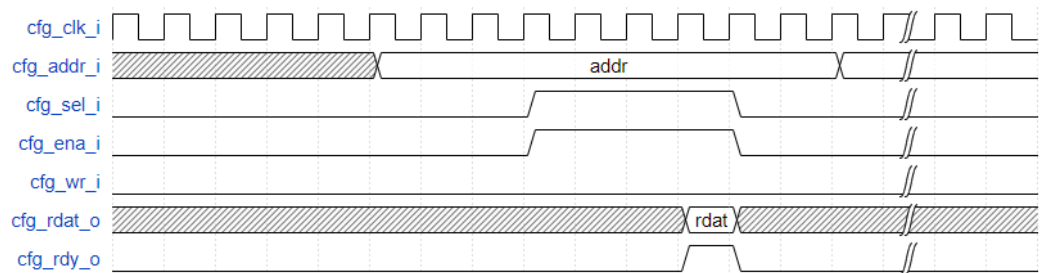 cfg_clk_i
cfg_addr_i addr
cfg_sel_i
cfg_ena_i
cfg_wr_i
cfg_rdat_o rdat
cfg_rdy_o